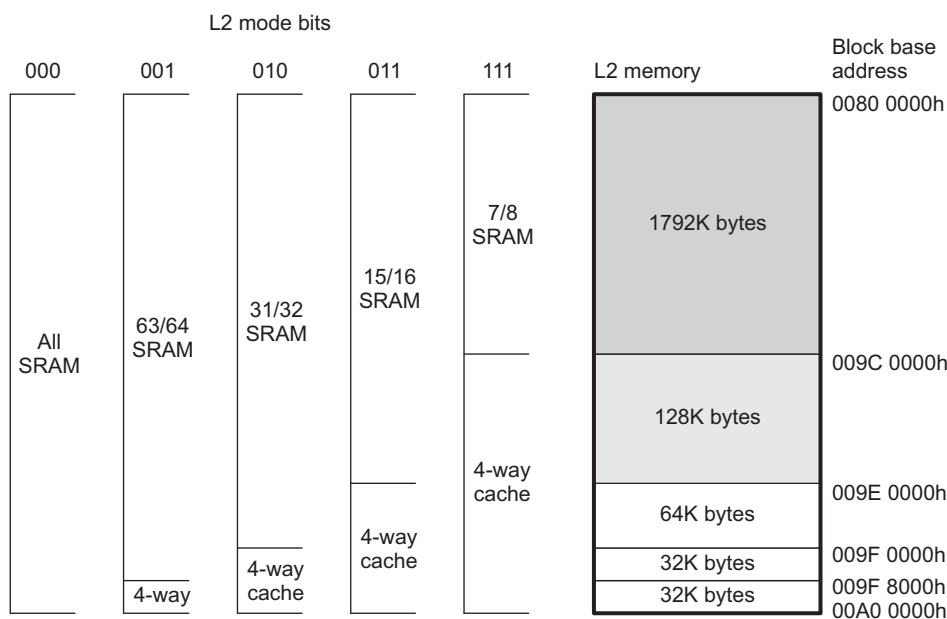 L2 mode bits
000 001 010 011 111 L2 memory
Block base
address
0080 0000h
7/8
SRAM
1792K bytes
15/16
SRAM
31/32
SRAM
63/64
SRAM
All
SRAM
009C 0000h
128K bytes
4-way
cache
009E 0000h
64K bytes
4-way
cache
009F 0000h
32K bytes
4-way
cache
009F 8000h
4-way
32K bytes
00A0 0000h